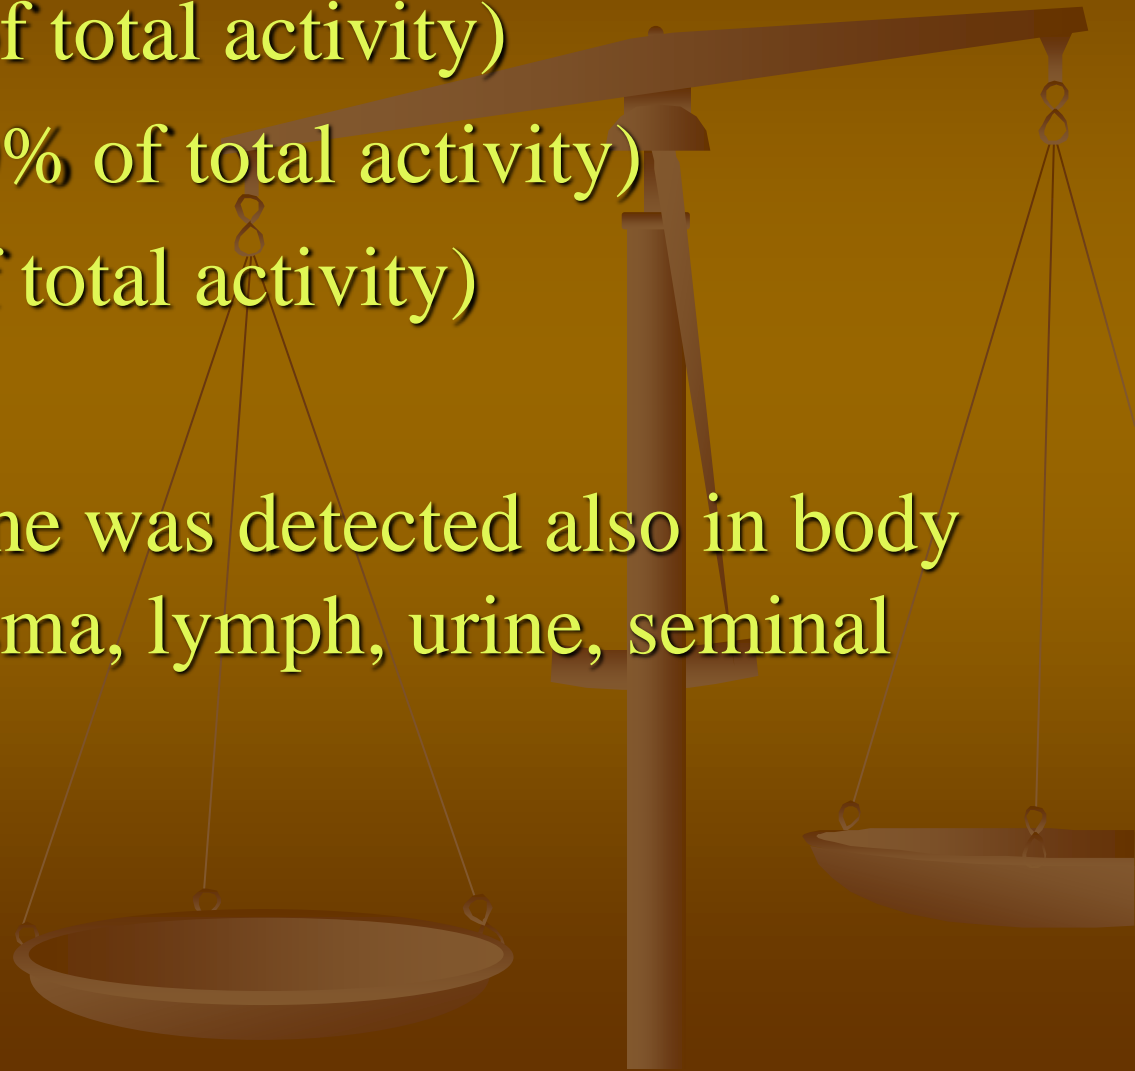 f total activity)
% of total activity)
total activity)
ne was detected also in body
ma, lymph, urine, seminal